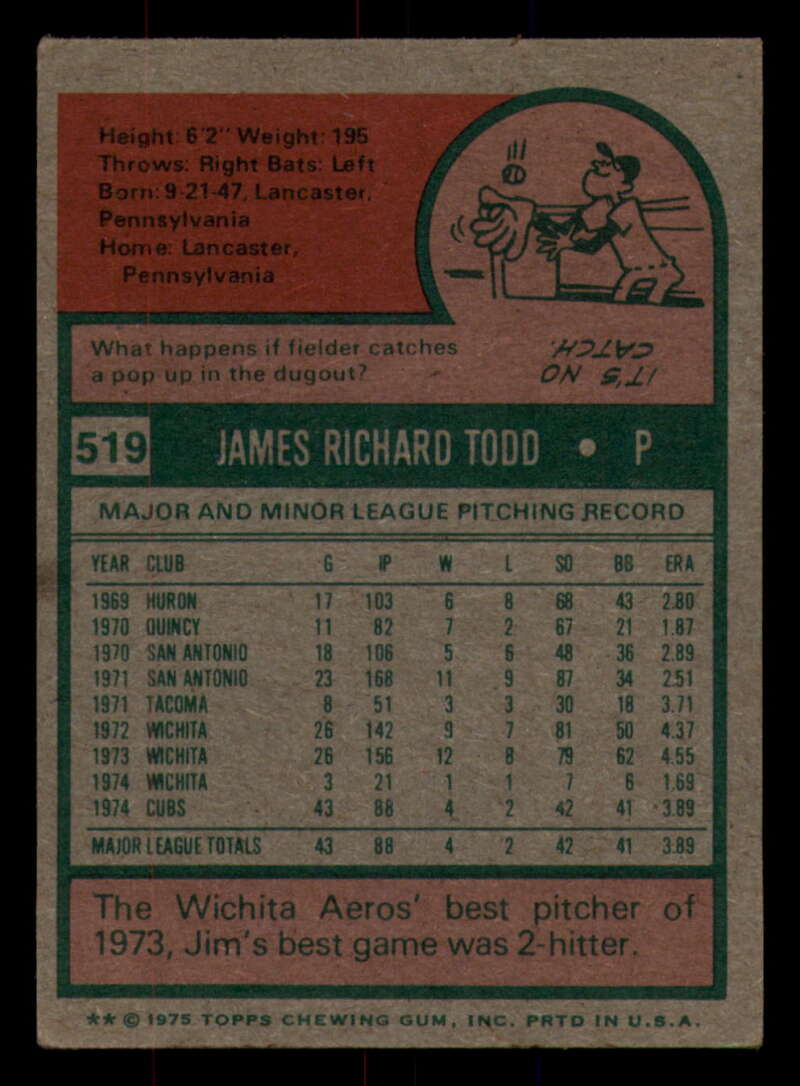 Height: 6'2" Weight: 195
Throws: Right Bats: Left
Born: 9-21-47, Lancaster,
Pennsylvania
Home: Lancaster,
Pennsylvania
What happens if fielder catches
a pop up in the dugout?
IT'S NO
CATCH.
519 JAMES RICHARD TODD • P
MAJOR AND MINOR LEAGUE PITCHING RECORD
YEAR CLUB G IP W L SO BB ERA
1969 HURON 17 103 6 8 68 43 2.80
1970 QUINCY 11 82 7 2 67 21 1.87
1970 SAN ANTONIO 18 106 5 6 48 36 2.89
1971 SAN ANTONIO 23 168 11 9 87 34 2.51
1971 TACOMA 8 51 3 3 30 18 3.71
1972 WICHITA 26 142 9 7 81 50 4.37
1973 WICHITA 26 156 12 8 79 62 4.55
1974 WICHITA 3 21 1 1 7 6 1.69
1974 CUBS 43 88 4 2 42 41 3.89
MAJOR LEAGUE TOTALS 43 88 4 2 42 41 3.89
The Wichita Aeros' best pitcher of
1973, Jim's best game was 2-hitter.
** © 1975 TOPPS CHEWING GUM, INC. PRTD IN U.S.A.